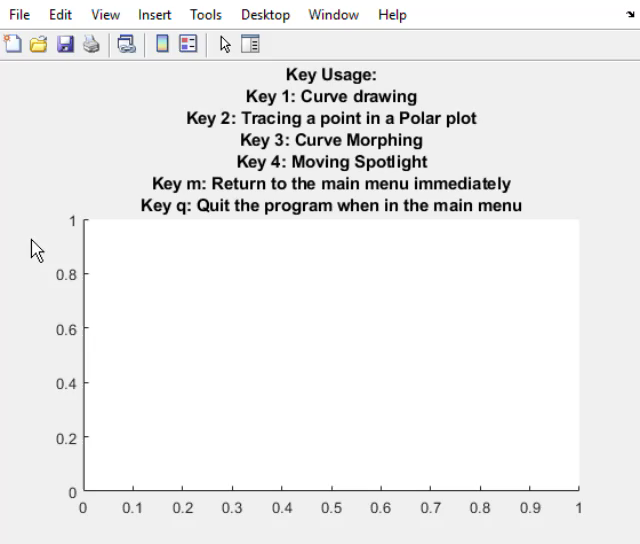 File Edit View Insert Tools Desktop Window Help
Key Usage:
Key 1: Curve drawing
Key 2: Tracing a point in a Polar plot
Key 3: Curve Morphing
Key 4: Moving Spotlight
Key m: Return to the main menu immediately
Key q: Quit the program when in the main menu
1
0.8
0.6
0.4
0.2
0
0 0.1 0.2 0.3 0.4 0.5 0.6 0.7 0.8 0.9 1